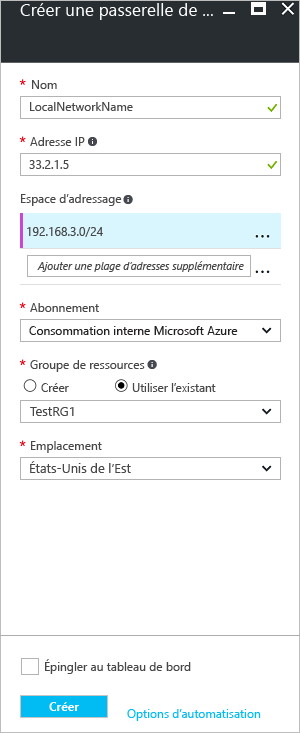 Créer une passerelle de ...
* Nom
LocalNetworkName
* Adresse IP
33.2.1.5
Espace d'adressage
192.168.3.0/24
...
Ajouter une plage d'adresses supplémentaire
...
* Abonnement
Consommation interne Microsoft Azure
* Groupe de ressources
Créer
Utiliser l'existant
TestRG1
* Emplacement
États-Unis de l'Est
Épingler au tableau de bord
Créer
Options d'automatisation